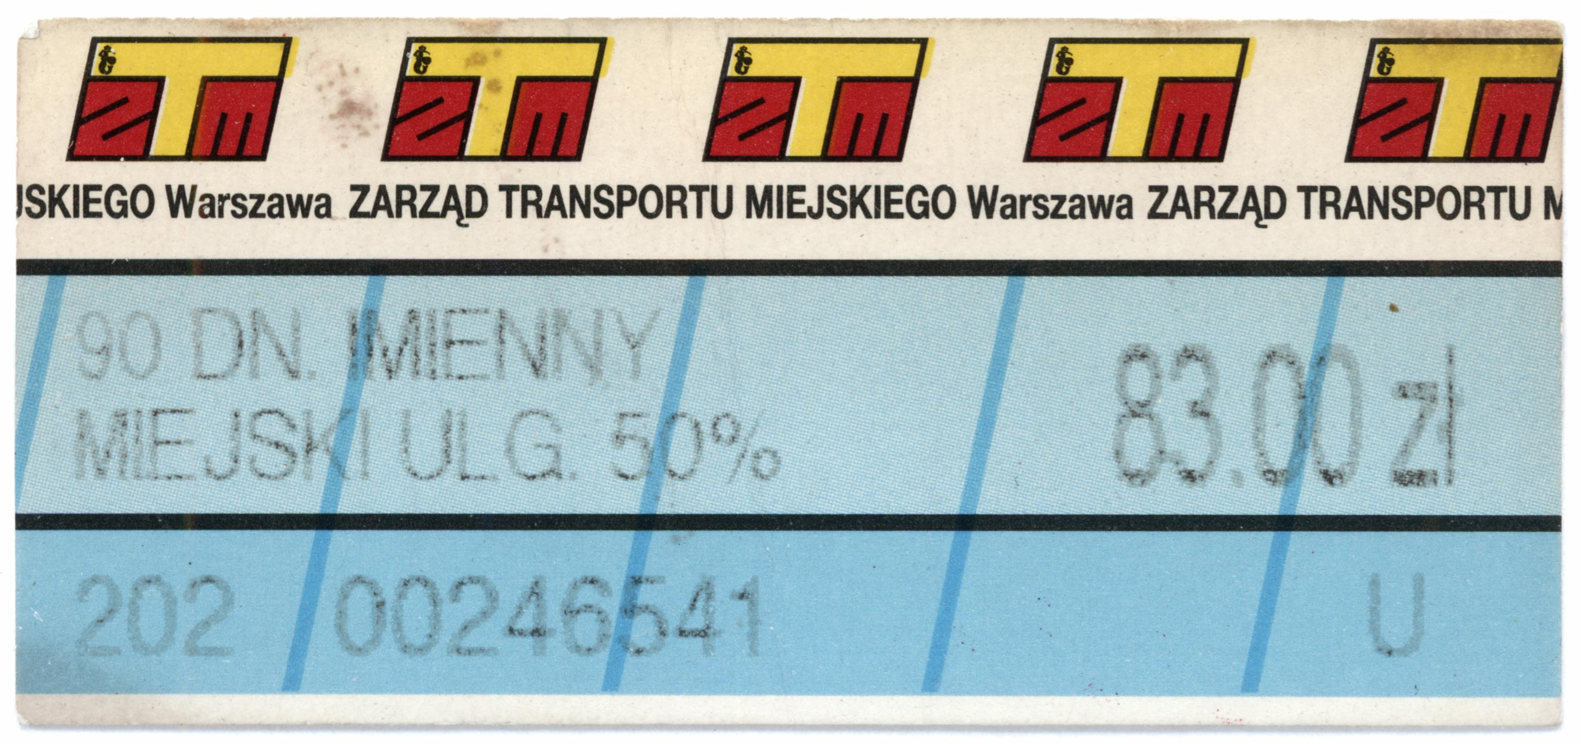 ZTM ZTM ZTM ZTM ZTM
JSKIEGO Warszawa ZARZĄD TRANSPORTU MIEJSKIEGO Warszawa ZARZĄD TRANSPORTU M
90 DN. IMIENNY
MIEJSKI ULG. 50%
83.00 zł
202 00246541 U